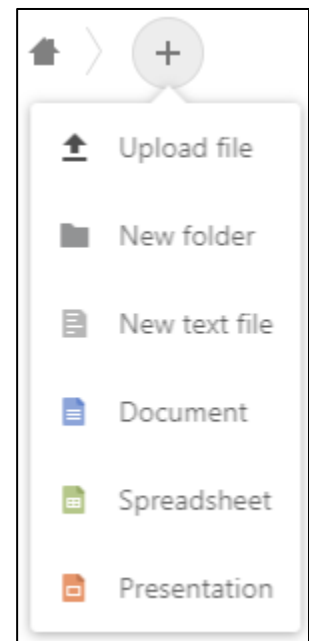 Upload file
New folder
New text file
Document
Spreadsheet
Presentation